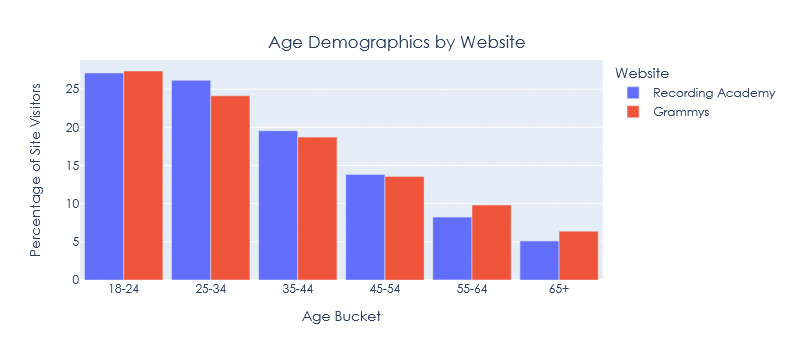 Age Demographics by Website
Percentage of Site Visitors
25
20
15
10
5
0
18-24 25-34 35-44 45-54 55-64 65+
Age Bucket
Website
Recording Academy
Grammys